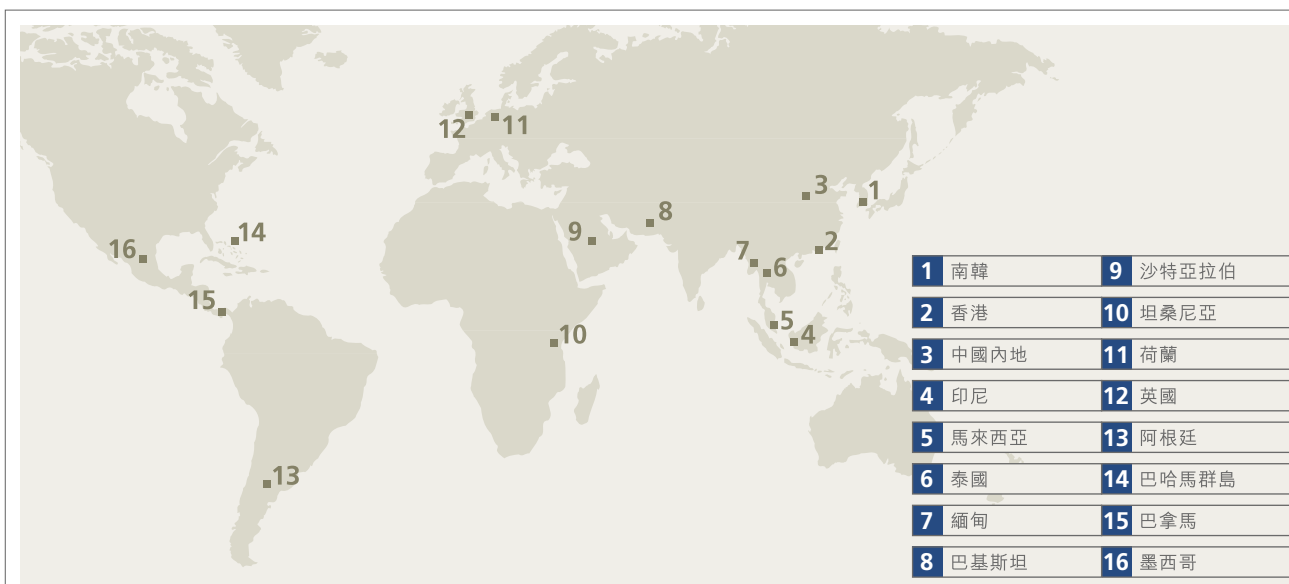 12
11
3
1
8
14
9
16
2
7
6
15
5
10
4
13
1 南韓
2 香港
3 中國內地
4 印尼
5 馬來西亞
6 泰國
7 緬甸
8 巴基斯坦
9 沙特亞拉伯
10 坦桑尼亞
11 荷蘭
12 英國
13 阿根廷
14 巴哈馬群島
15 巴拿馬
16 墨西哥